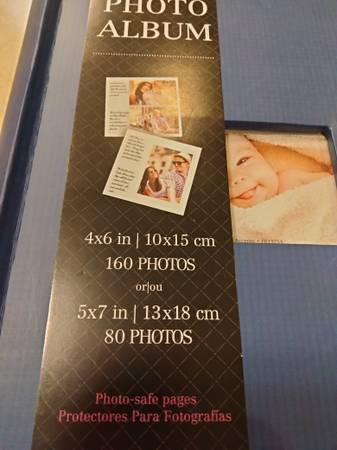 PHOTO
ALBUM
4x6 in | 10x15 cm
160 PHOTOS
or|ou
5x7 in | 13x18 cm
80 PHOTOS
Photo-safe pages
Protectores Para Fotografías